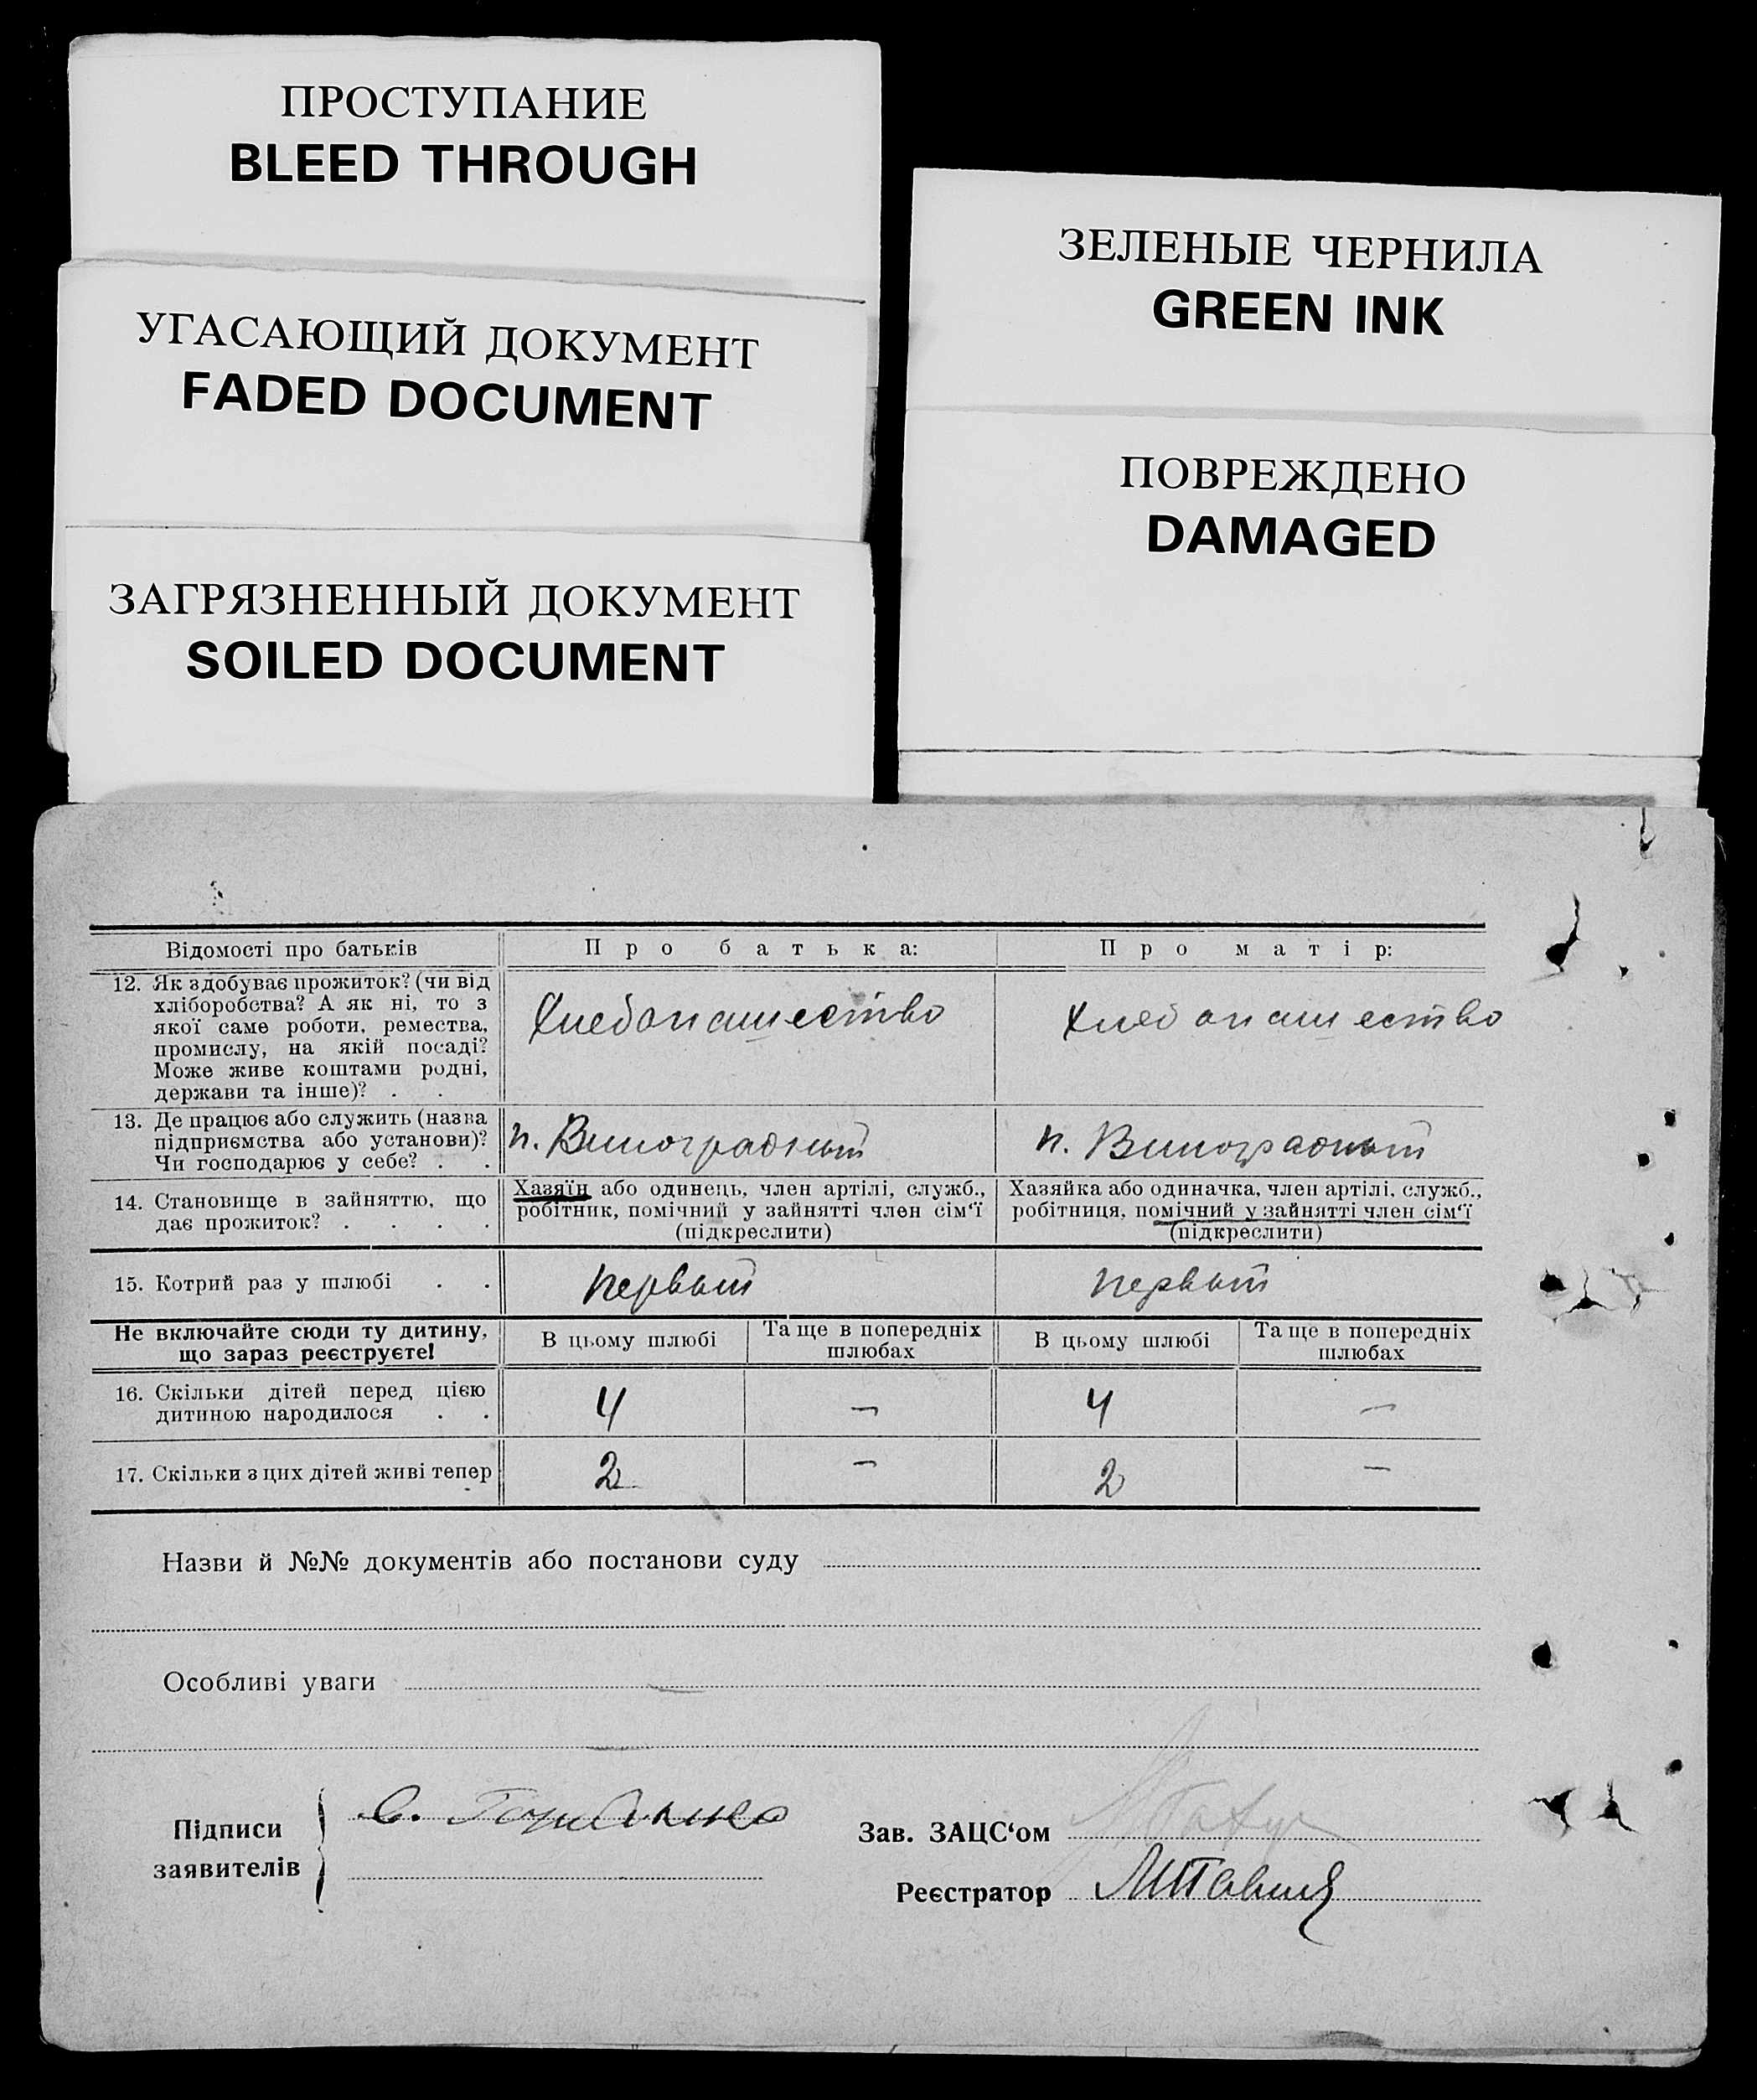 ПРОСТУПАНИЕ
BLEED THROUGH
УГАСАЮЩИЙ ДОКУМЕНТ
FADED DOCUMENT
ЗАГРЯЗНЕННЫЙ ДОКУМЕНТ
SOILED DOCUMENT
ЗЕЛЕНЫЕ ЧЕРНИЛА
GREEN INK
ПОВРЕЖДЕНО
DAMAGED
Відомості про батьків
Про батька:
Про матір:
12. Як здобуває прожиток? (чи від
хліборобства? А як ні, то з
якої саме роботи, ремества,
промислу, на якій посаді?
Може живе коштами родні,
держави та інше)? . .
Хлебопашество
Хлебопашество
13. Де працює або служить (назва
підприємства або установи)?
Чи господарює у себе? . .
п. Виноградный
п. Виноградный
14. Становище в зайняттю, що
дає прожиток? . . . .
Хазяїн або одинець, член артілі, служб.,
робітник, помічний у зайнятті член сім‘ї
(підкреслити)
Хазяйка або одиначка, член артілі, служб.,
робітниця, помічний у зайнятті член сім‘ї
(підкреслити)
15. Котрий раз у шлюбі . .
первый
первый
Не включайте сюди ту дитину,
що зараз реєструєте!
В цьому шлюбі
Та ще в попередніх
шлюбах
В цьому шлюбі
Та ще в попередніх
шлюбах
16. Скільки дітей перед цією
дитиною народилося . .
4
—
4
—
17. Скільки з цих дітей живі тепер
2
—
2
—
Назви й №№ документів або постанови суду
Особливі уваги
Підписи
заявителів
С.
Зав. ЗАЦС‘ом
Реєстратор